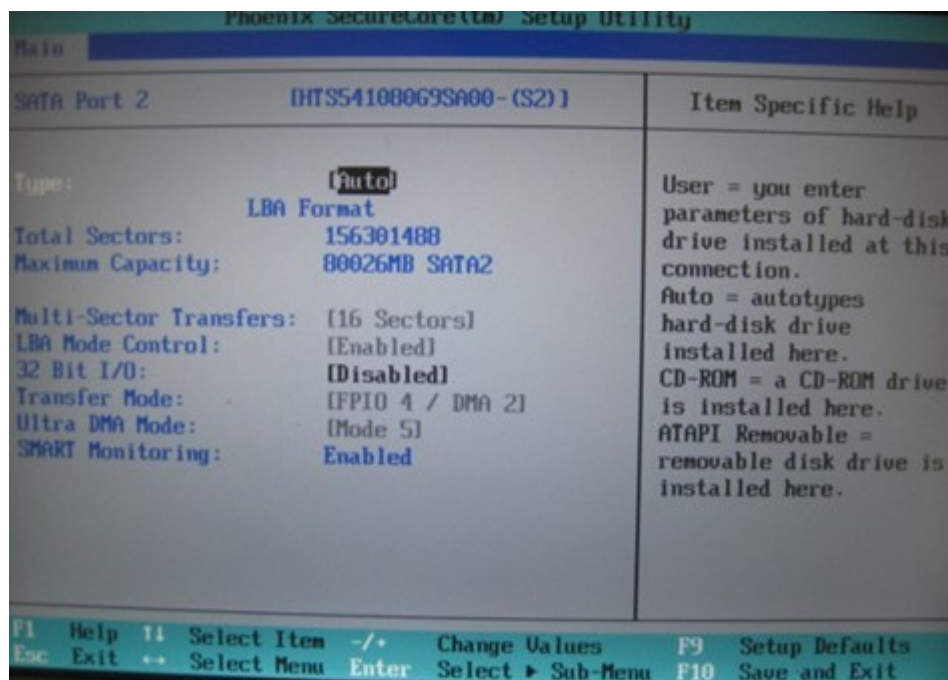 Phoenix SecureCore(tm) Setup Utility
Main
SATA Port 2 [HTS541080G9SA00-(S2)]
Item Specific Help
Type: [Auto]
LBA Format
Total Sectors: 156301488
Maximum Capacity: 80026MB SATA2
Multi-Sector Transfers: [16 Sectors]
LBA Mode Control: [Enabled]
32 Bit I/O: [Disabled]
Transfer Mode: [FPIO 4 / DMA 2]
Ultra DMA Mode: [Mode 5]
SMART Monitoring: Enabled
User = you enter
parameters of hard-disk
drive installed at this
connection.
Auto = autotypes
hard-disk drive
installed here.
CD-ROM = a CD-ROM drive
is installed here.
ATAPI Removable =
removable disk drive is
installed here.
F1 Help ↑↓ Select Item -/+ Change Values F9 Setup Defaults
Esc Exit ↔ Select Menu Enter Select ▶ Sub-Menu F10 Save and Exit